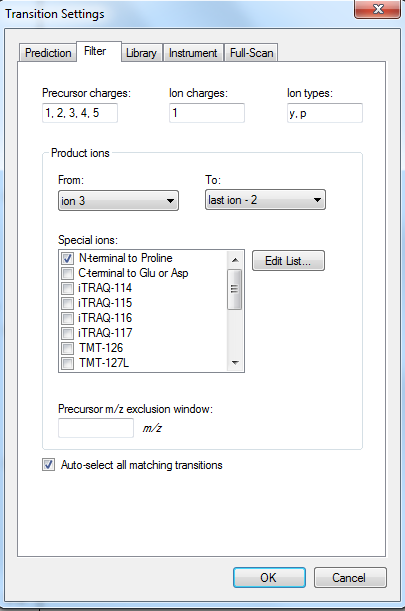 Transition Settings
Prediction Filter Library Instrument Full-Scan
Precursor charges: Ion charges: Ion types:
1, 2, 3, 4, 5 1 y, p
Product ions
From: To:
ion 3 last ion - 2
Special ions:
N-terminal to Proline Edit List...
C-terminal to Glu or Asp
iTRAQ-114
iTRAQ-115
iTRAQ-116
iTRAQ-117
TMT-126
TMT-127L
Precursor m/z exclusion window:
m/z
Auto-select all matching transitions
OK Cancel